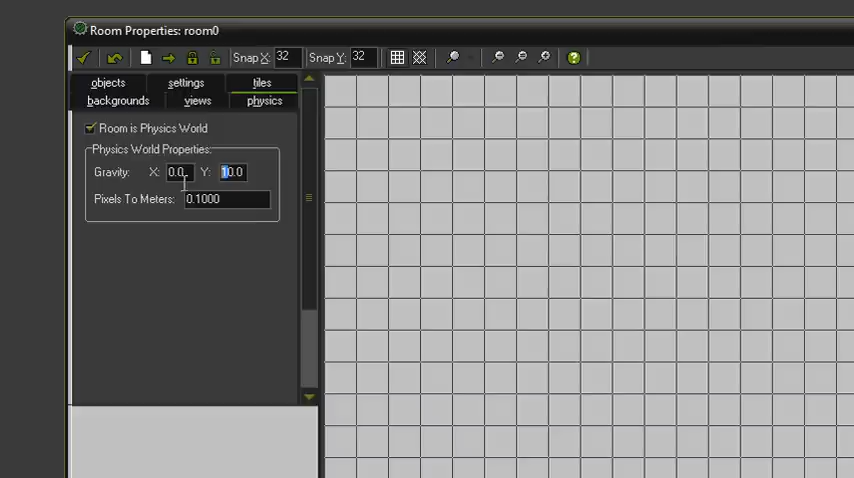 Room Properties: room0
Snap X: 32 Snap Y: 32
objects settings tiles
backgrounds views physics
Room is Physics World
Physics World Properties:
Gravity: X: 0.0 Y: 10.0
Pixels To Meters: 0.1000